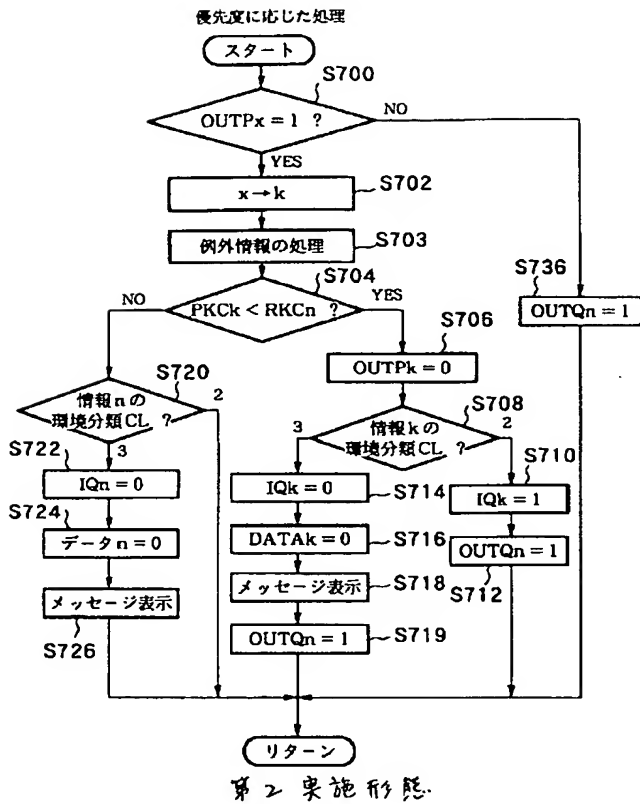 優先度に応じた処理
スタート
S700
OUTPx = 1 ?
NO
YES
x→k
S702
例外情報の処理
S703
S704
PKCk < RKCn ?
NO
YES
S736
OUTQn = 1
S706
OUTPk = 0
S720
情報nの
環境分類CL ?
2
3
S708
情報kの
環境分類CL ?
3
2
S722
IQn = 0
S724
データn = 0
メッセージ表示
S726
IQk = 0
S714
DATAk = 0
S716
メッセージ表示
S718
OUTQn = 1
S719
S710
IQk = 1
OUTQn = 1
S712
リターン
第2実施形態